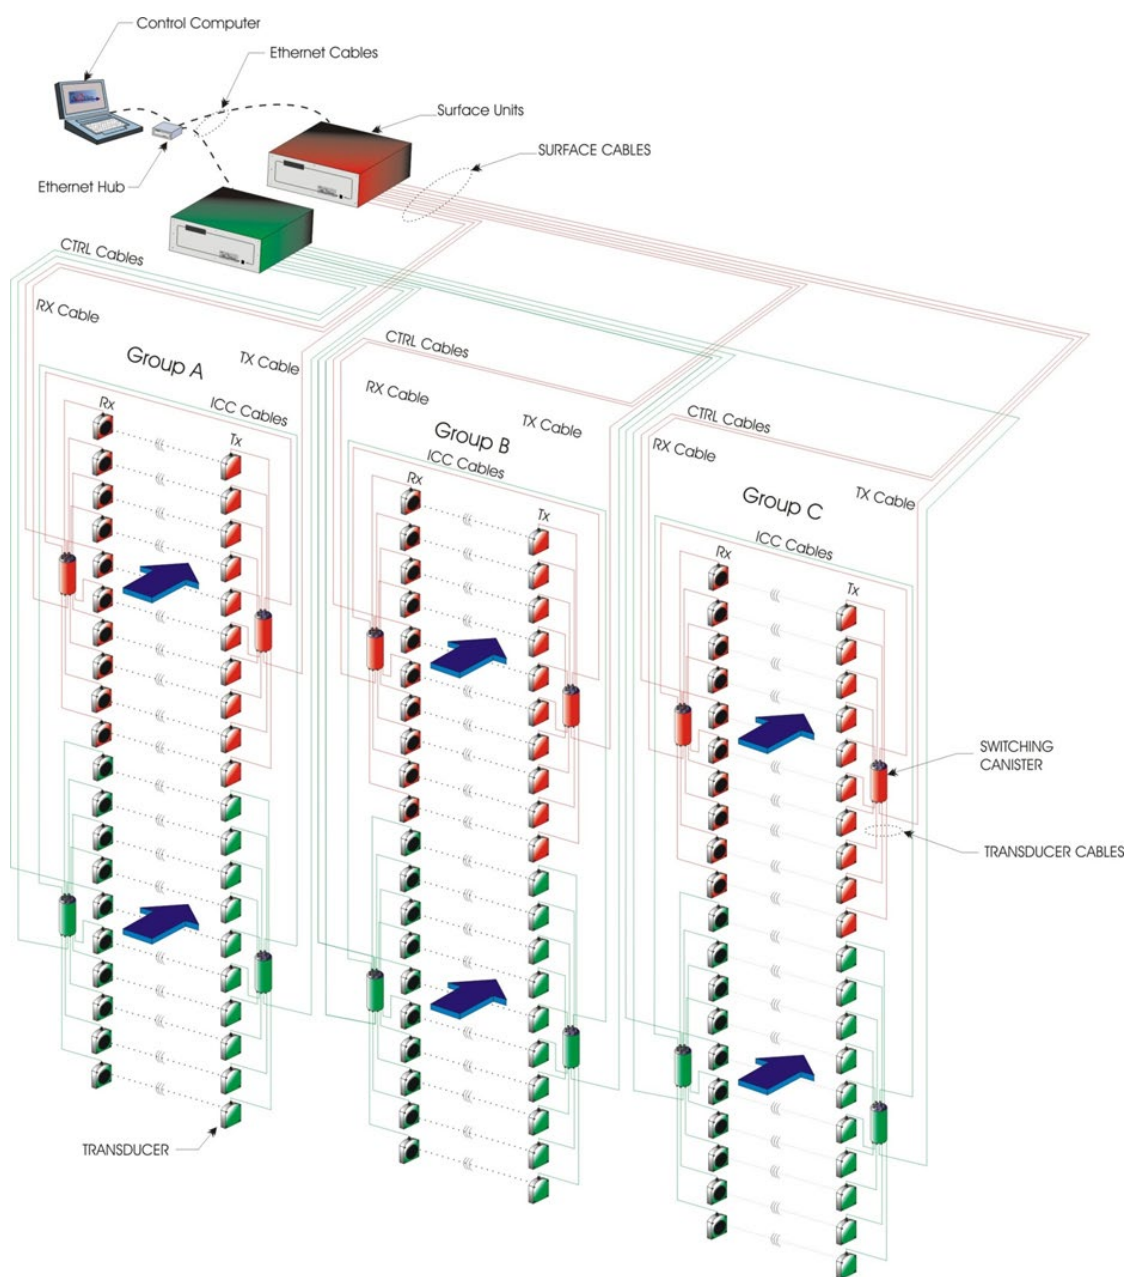 Control Computer
Ethernet Cables
Surface Units
SURFACE CABLES
Ethernet Hub
CTRL Cables
RX Cable
TX Cable
Group A
ICC Cables
Rx
Tx
CTRL Cables
RX Cable
TX Cable
Group B
ICC Cables
Rx
Tx
CTRL Cables
RX Cable
TX Cable
Group C
ICC Cables
Rx
Tx
SWITCHING
CANISTER
TRANSDUCER CABLES
TRANSDUCER